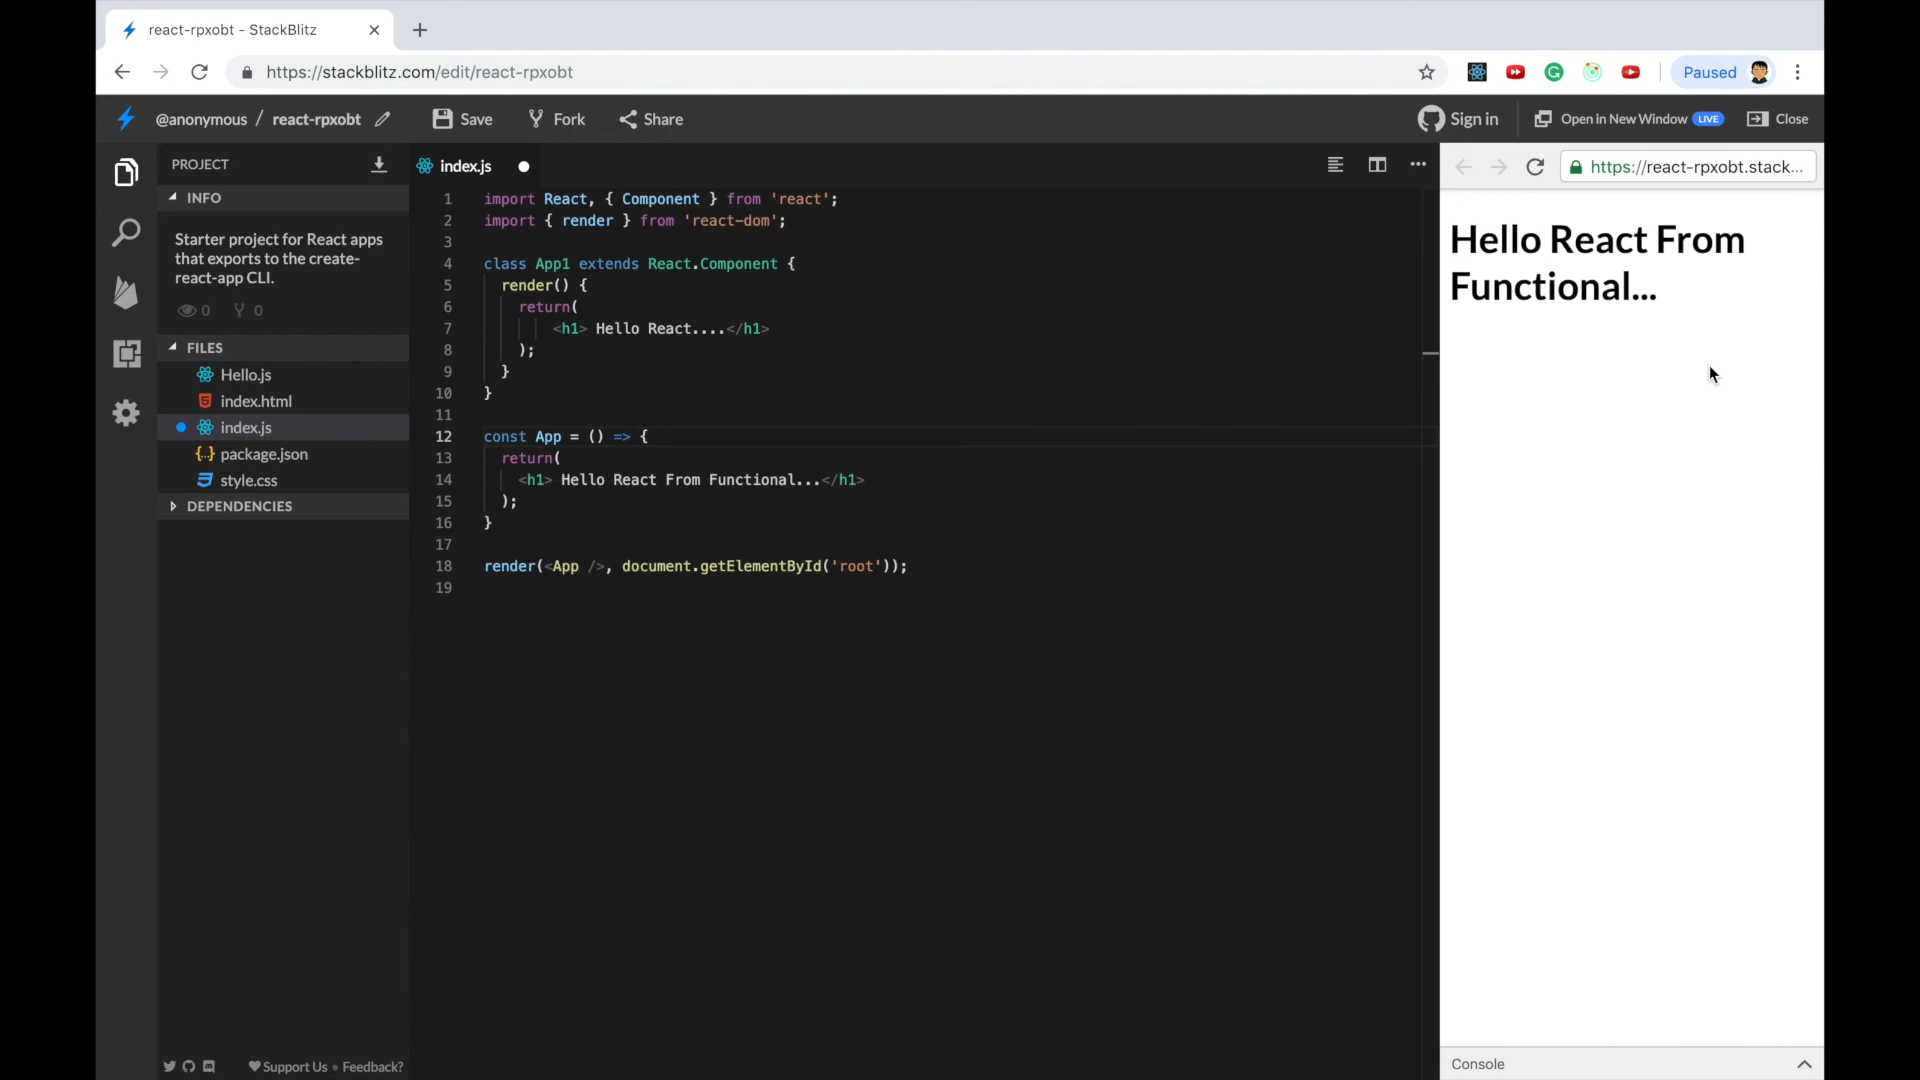 react-rpxobt - StackBlitz
https://stackblitz.com/edit/react-rpxobt
Paused
@anonymous / react-rpxobt
Save
Fork
Share
Sign in
Open in New Window LIVE
Close
PROJECT
INFO
Starter project for React apps
that exports to the create-
react-app CLI.
0
0
FILES
Hello.js
index.html
index.js
package.json
style.css
DEPENDENCIES
Support Us • Feedback?
index.js
1 import React, { Component } from 'react';
2 import { render } from 'react-dom';
3
4 class App1 extends React.Component {
5 render() {
6 return(
7 <h1> Hello React....</h1>
8 );
9 }
10 }
11
12 const App = () => {
13 return(
14 <h1> Hello React From Functional...</h1>
15 );
16 }
17
18 render(<App />, document.getElementById('root'));
19
https://react-rpxobt.stack...
Hello React From
Functional...
Console